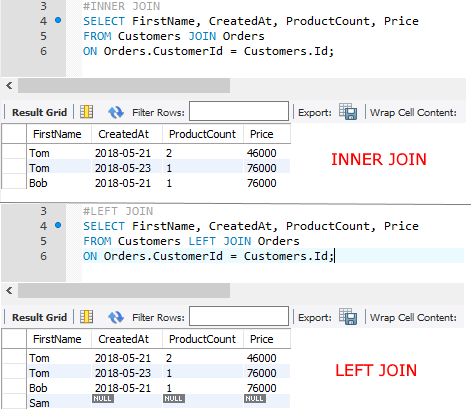 3 #INNER JOIN
4 SELECT FirstName, CreatedAt, ProductCount, Price
5 FROM Customers JOIN Orders
6 ON Orders.CustomerId = Customers.Id;
Result Grid Filter Rows: Export: Wrap Cell Content:
FirstName CreatedAt ProductCount Price
Tom 2018-05-21 2 46000
Tom 2018-05-23 1 76000
Bob 2018-05-21 1 76000
INNER JOIN
3 #LEFT JOIN
4 SELECT FirstName, CreatedAt, ProductCount, Price
5 FROM Customers LEFT JOIN Orders
6 ON Orders.CustomerId = Customers.Id;
Result Grid Filter Rows: Export: Wrap Cell Content:
FirstName CreatedAt ProductCount Price
Tom 2018-05-21 2 46000
Tom 2018-05-23 1 76000
Bob 2018-05-21 1 76000
Sam NULL NULL NULL
LEFT JOIN